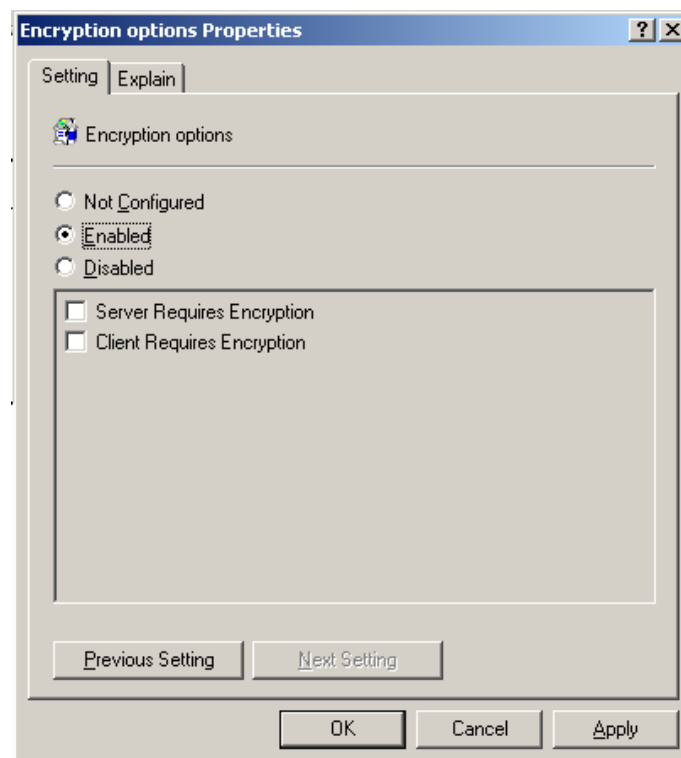 Encryption options Properties
Setting Explain
Encryption options
Not Configured
Enabled
Disabled
Server Requires Encryption
Client Requires Encryption
Previous Setting Next Setting
OK Cancel Apply